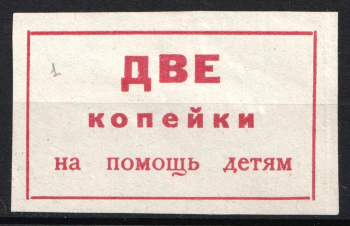 1
ДВЕ
копейки
на помощь детям